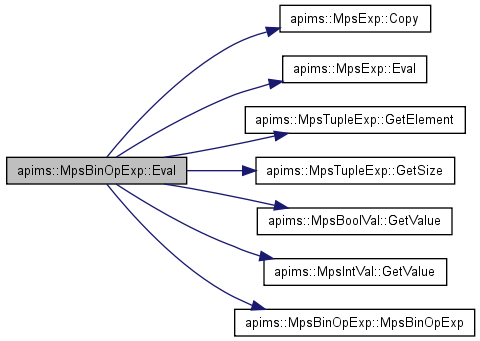 apims::MpsExp::Copy
apims::MpsExp::Eval
apims::MpsTupleExp::GetElement
apims::MpsBinOpExp::Eval
apims::MpsTupleExp::GetSize
apims::MpsBoolVal::GetValue
apims::MpsIntVal::GetValue
apims::MpsBinOpExp::MpsBinOpExp